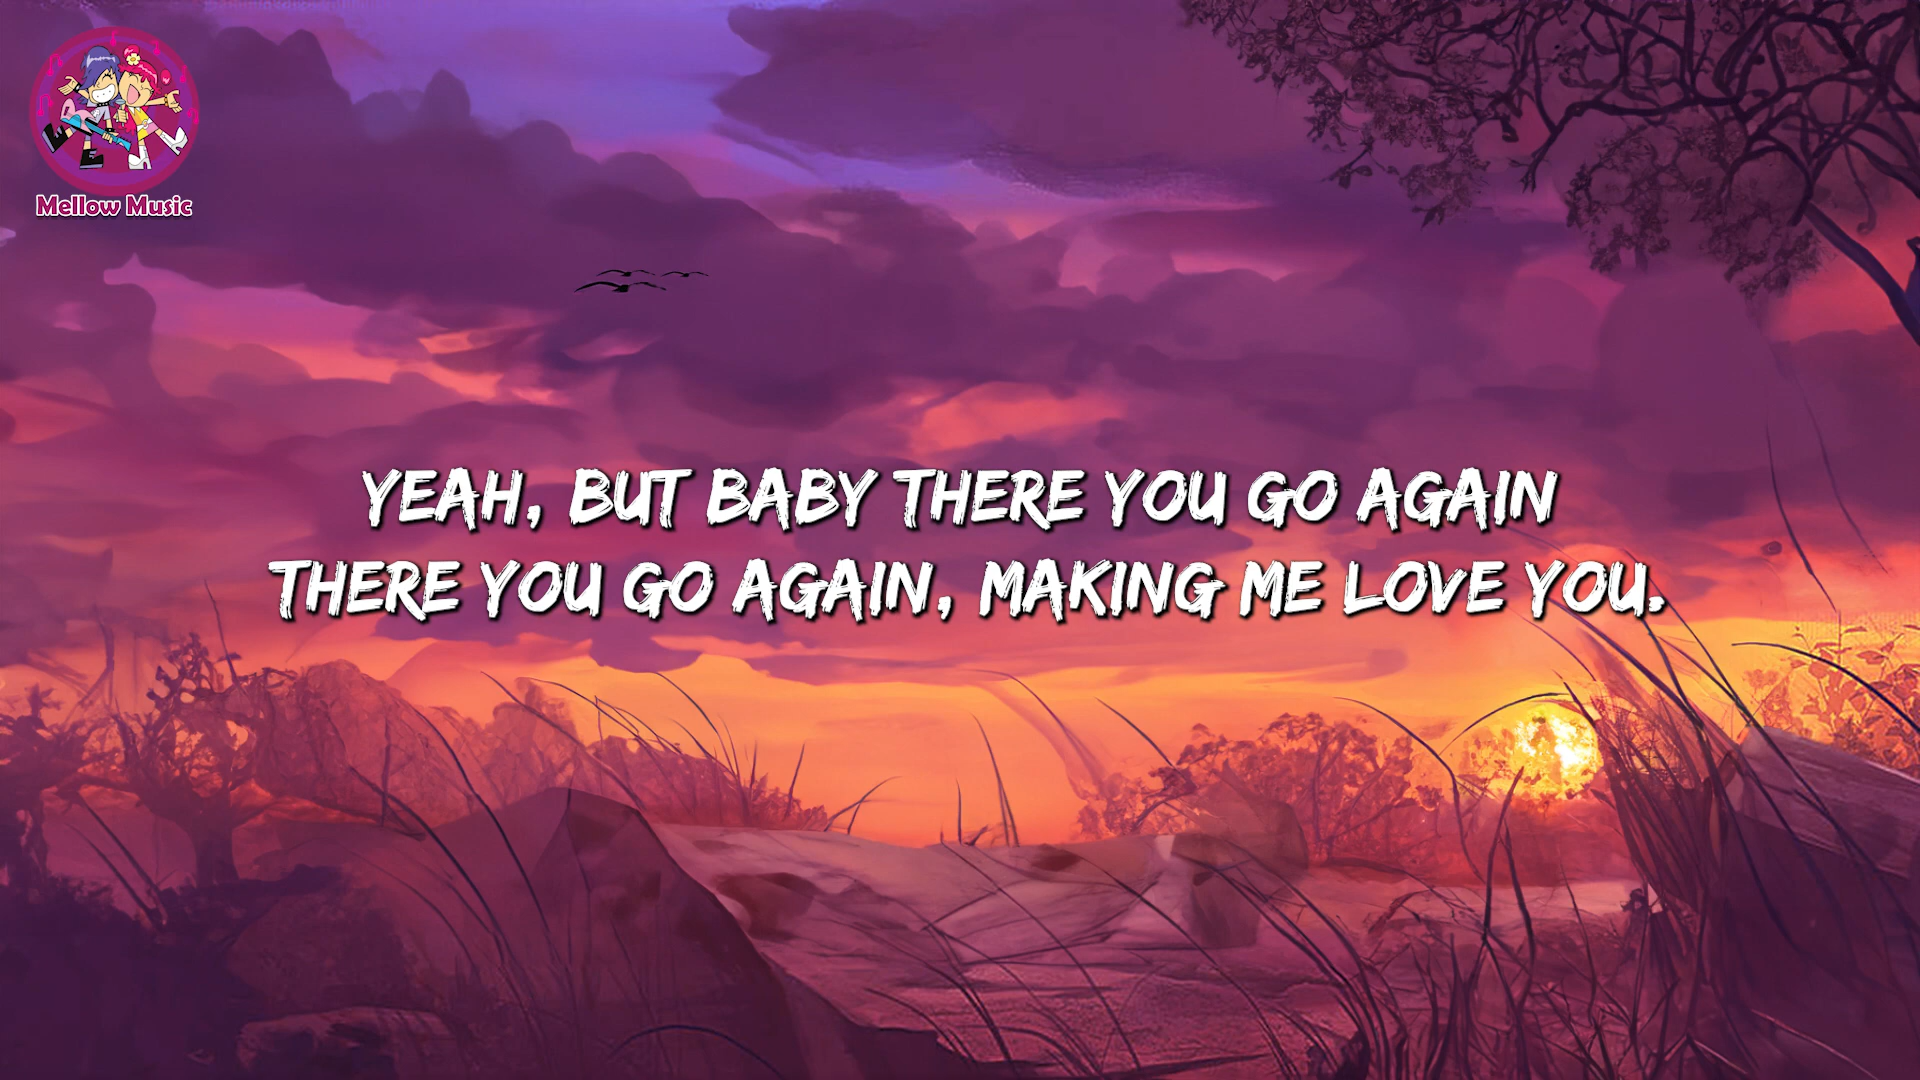 Mellow Music
YEAH, BUT BABY THERE YOU GO AGAIN
THERE YOU GO AGAIN, MAKING ME LOVE YOU.